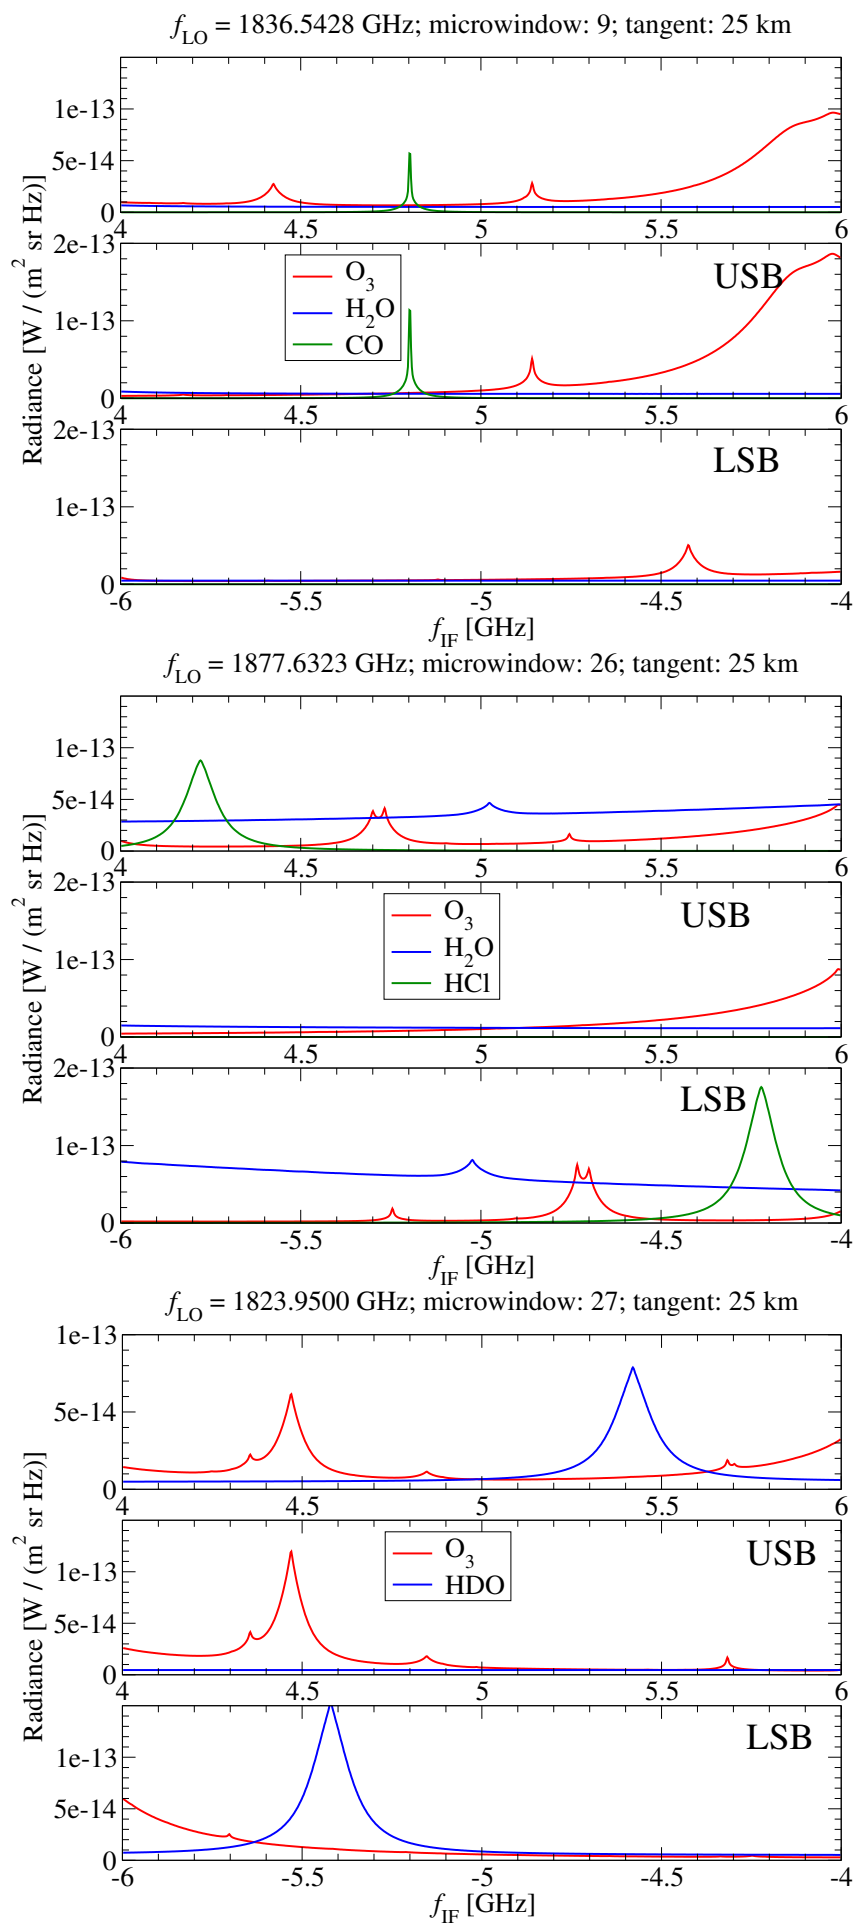 f_LO = 1836.5428 GHz; microwindow: 9; tangent: 25 km
1e-13
5e-14
0
4 4.5 5 5.5 6
Radiance [W / (m² sr Hz)]
2e-13
1e-13
0
O₃
H₂O
CO
USB
4 4.5 5 5.5 6
2e-13
1e-13
0
LSB
-6 -5.5 -5 -4.5 -4
f_IF [GHz]
f_LO = 1877.6323 GHz; microwindow: 26; tangent: 25 km
1e-13
5e-14
0
4 4.5 5 5.5 6
Radiance [W / (m² sr Hz)]
2e-13
1e-13
0
O₃
H₂O
HCl
USB
4 4.5 5 5.5 6
2e-13
1e-13
0
LSB
-6 -5.5 -5 -4.5 -4
f_IF [GHz]
f_LO = 1823.9500 GHz; microwindow: 27; tangent: 25 km
1e-13
5e-14
0
4 4.5 5 5.5 6
Radiance [W / (m² sr Hz)]
1e-13
5e-14
0
O₃
HDO
USB
4 4.5 5 5.5 6
1e-13
5e-14
0
LSB
-6 -5.5 -5 -4.5 -4
f_IF [GHz]